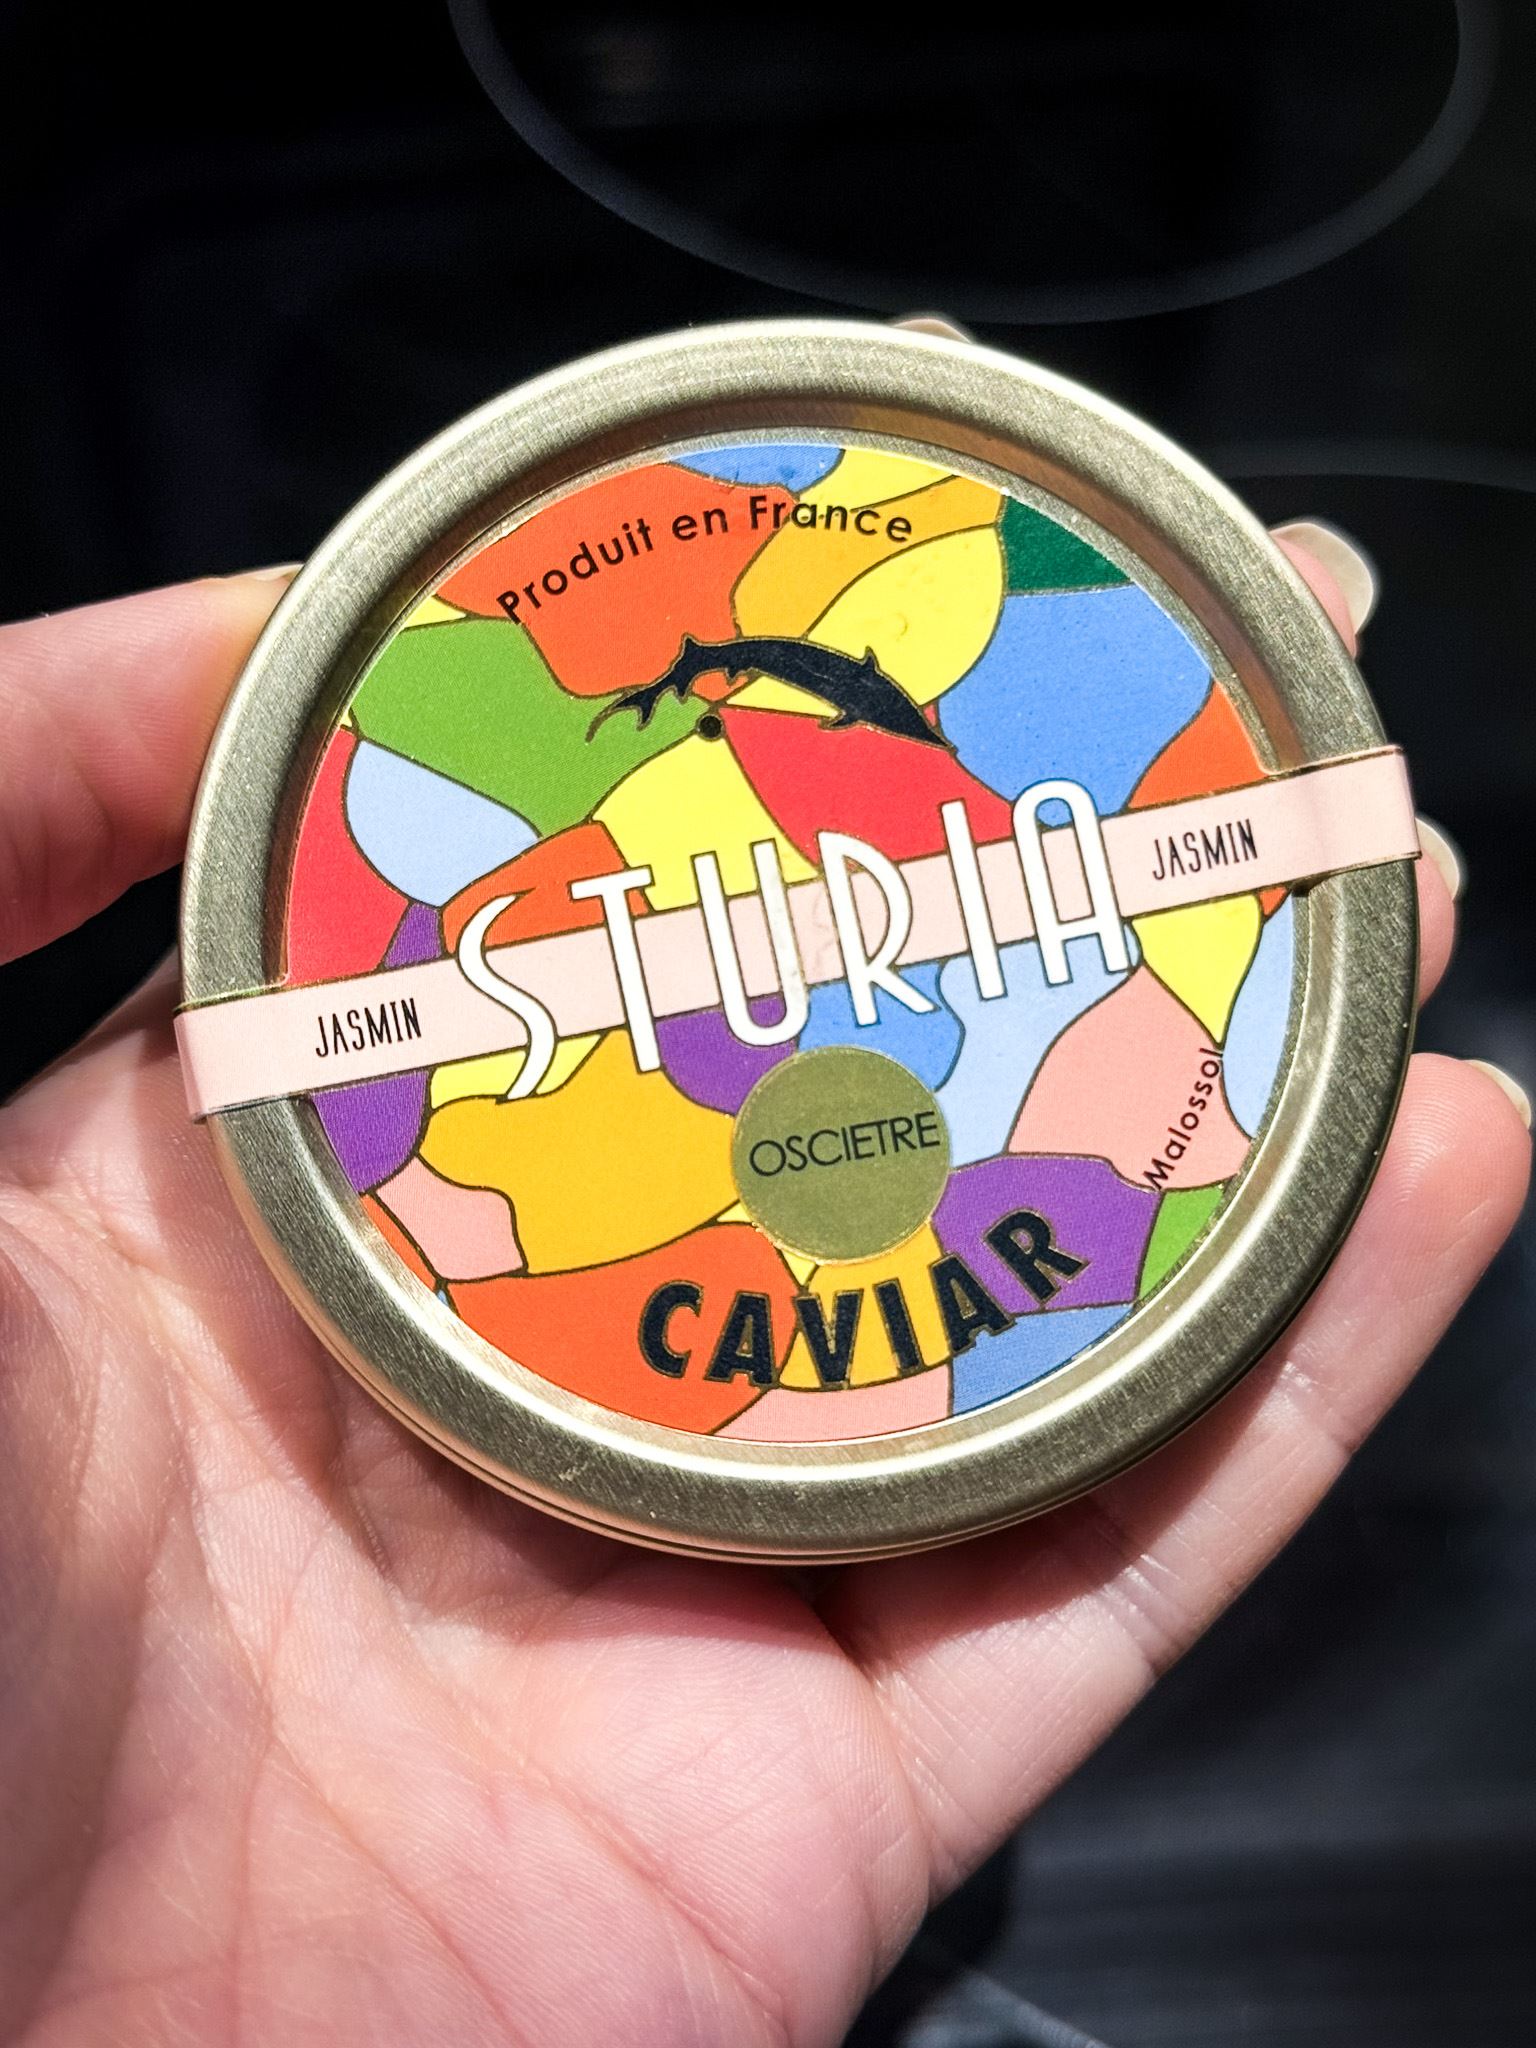 Produit en France
STURIA
JASMIN
JASMIN
OSCIETRE
Malossol
CAVIAR